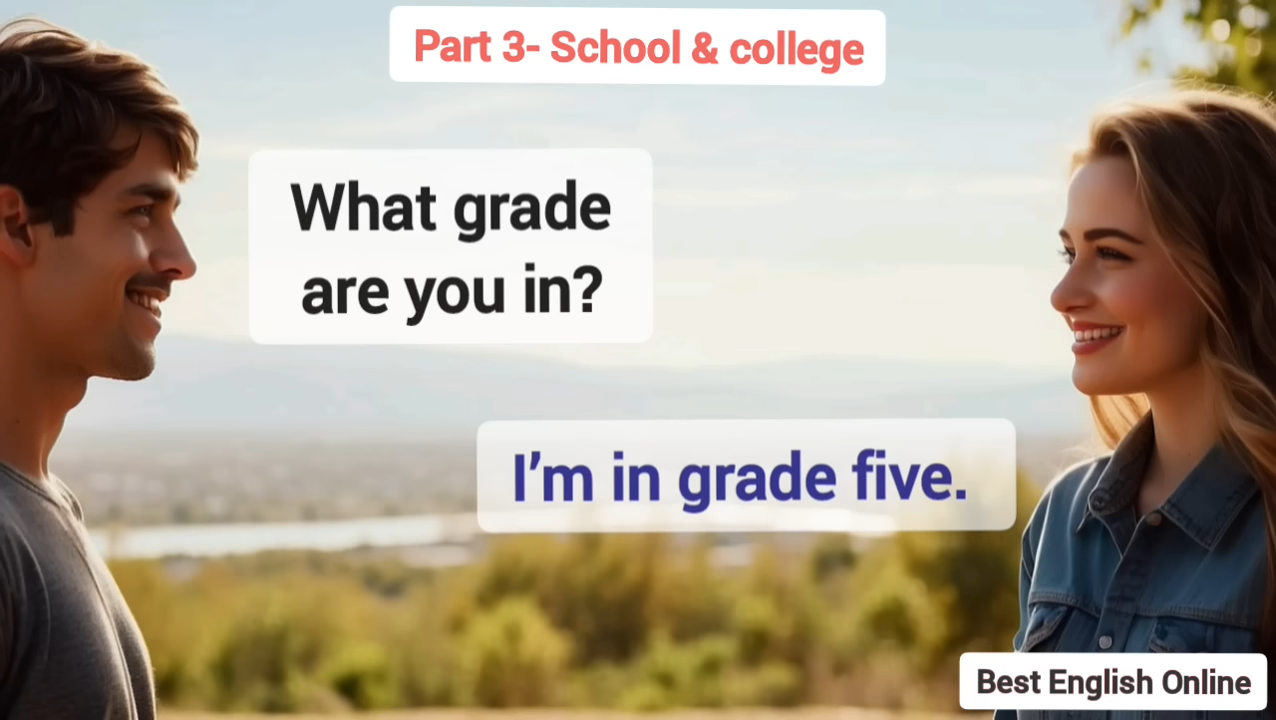 Part 3- School & college
What grade
are you in?
I’m in grade five.
Best English Online